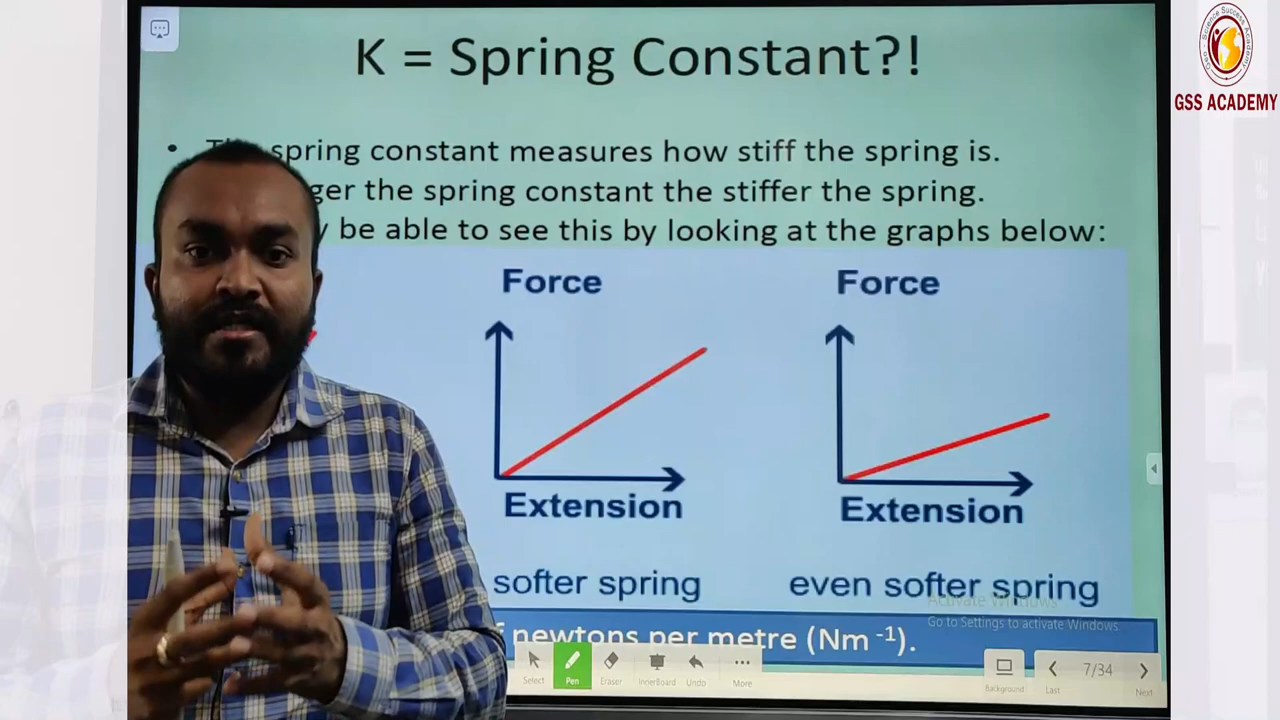 K = Spring Constant?!
• The spring constant measures how stiff the spring is.
ger the spring constant the stiffer the spring.
y be able to see this by looking at the graphs below:
Force
Force
Extension
Extension
softer spring
even softer spring
Activate Windows
Go to Settings to activate Windows.
newtons per metre (Nm -1).
Select
Pen
Eraser
InnerBoard
Undo
More
Background
Last
7/34
Next
GSS ACADEMY